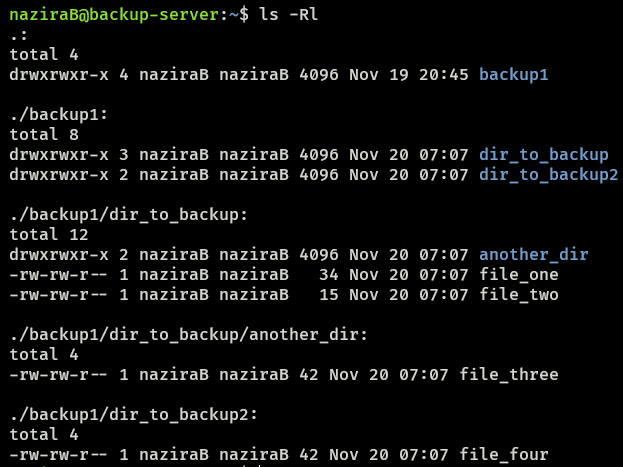 naziraB@backup-server:~$ ls -Rl
.:
total 4
drwxrwxr-x 4 naziraB naziraB 4096 Nov 19 20:45 backup1

./backup1:
total 8
drwxrwxr-x 3 naziraB naziraB 4096 Nov 20 07:07 dir_to_backup
drwxrwxr-x 2 naziraB naziraB 4096 Nov 20 07:07 dir_to_backup2

./backup1/dir_to_backup:
total 12
drwxrwxr-x 2 naziraB naziraB 4096 Nov 20 07:07 another_dir
-rw-rw-r-- 1 naziraB naziraB   34 Nov 20 07:07 file_one
-rw-rw-r-- 1 naziraB naziraB   15 Nov 20 07:07 file_two

./backup1/dir_to_backup/another_dir:
total 4
-rw-rw-r-- 1 naziraB naziraB 42 Nov 20 07:07 file_three

./backup1/dir_to_backup2:
total 4
-rw-rw-r-- 1 naziraB naziraB 42 Nov 20 07:07 file_four